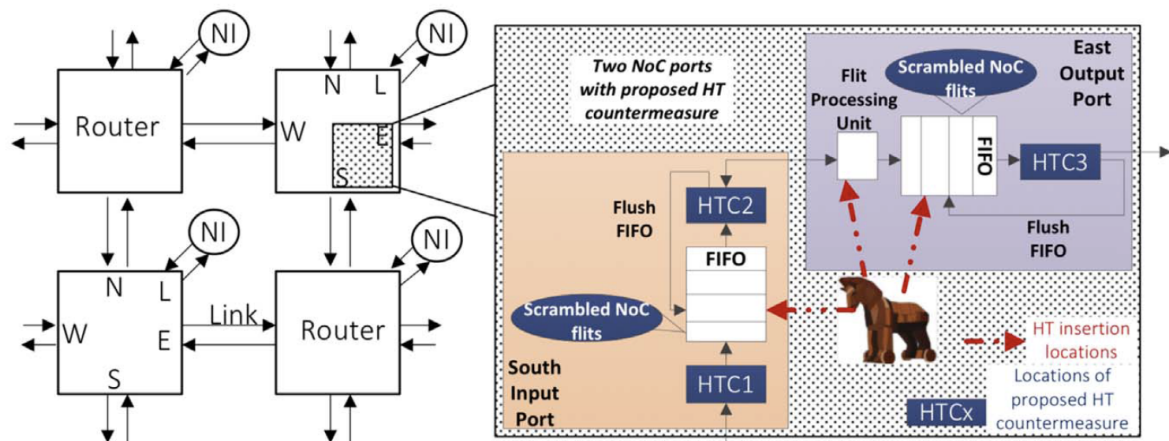 NI
NI
Router
N
L
W
E
S
Two NoC ports
with proposed HT
countermeasure
Scrambled NoC
flits
East
Output
Port
Flit
Processing
Unit
FIFO
HTC3
Flush
FIFO
HTC2
Flush
FIFO
FIFO
Scrambled NoC
flits
HTC1
South
Input
Port
NI
NI
N
L
W
E
S
Link
Router
HT insertion
locations
HTCx
Locations of
proposed HT
countermeasure